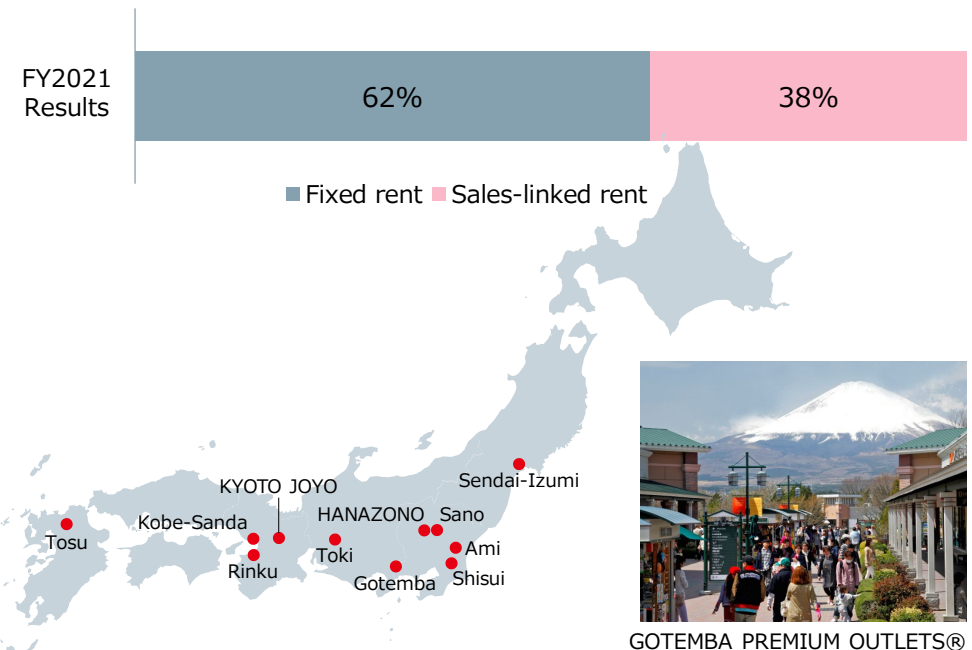 FY2021
Results
62%
38%
Fixed rent
Sales-linked rent
Sendai-Izumi
KYOTO JOYO
Kobe-Sanda
HANAZONO
Sano
Tosu
Rinku
Toki
Ami
Gotemba
Shisui
GOTEMBA PREMIUM OUTLETS®